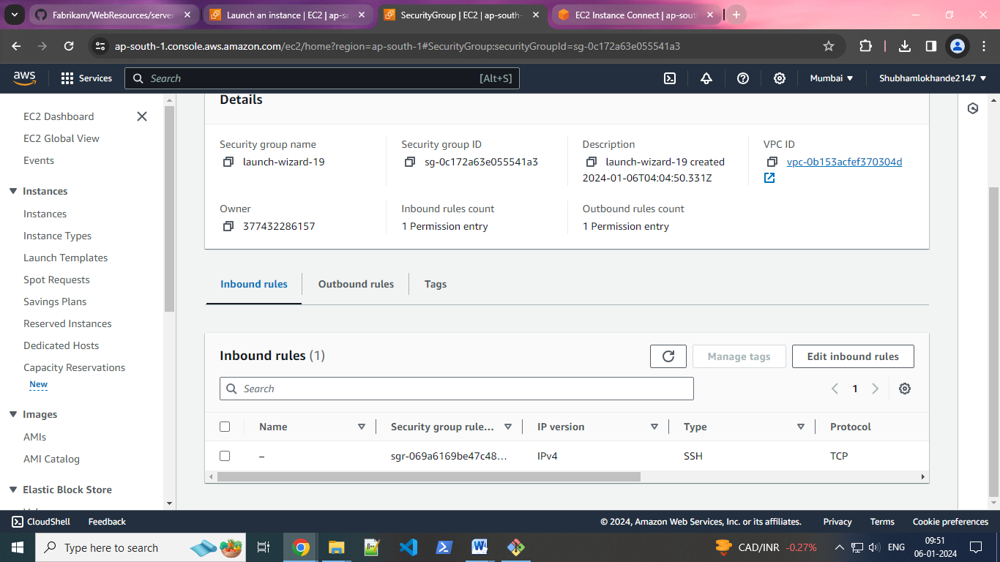 Fabrikam/WebResources/server
Launch an instance | EC2 | ap-so
SecurityGroup | EC2 | ap-south-
EC2 Instance Connect | ap-sout
ap-south-1.console.aws.amazon.com/ec2/home?region=ap-south-1#SecurityGroup:securityGroupId=sg-0c172a63e055541a3
aws
Services
Search
[Alt+S]
Mumbai
Shubhamlokhande2147
EC2 Dashboard
EC2 Global View
Events
Instances
Instances
Instance Types
Launch Templates
Spot Requests
Savings Plans
Reserved Instances
Dedicated Hosts
Capacity Reservations
New
Images
AMIs
AMI Catalog
Elastic Block Store
Details
Security group name
launch-wizard-19
Security group ID
sg-0c172a63e055541a3
Description
launch-wizard-19 created
2024-01-06T04:04:50.331Z
VPC ID
vpc-0b153acfef370304d
Owner
377432286157
Inbound rules count
1 Permission entry
Outbound rules count
1 Permission entry
Inbound rules
Outbound rules
Tags
Inbound rules (1)
Manage tags
Edit inbound rules
Search
1
Name
Security group rule...
IP version
Type
Protocol
–
sgr-069a6169be47c48...
IPv4
SSH
TCP
CloudShell
Feedback
© 2024, Amazon Web Services, Inc. or its affiliates.
Privacy
Terms
Cookie preferences
Type here to search
CAD/INR -0.27%
ENG
09:51
06-01-2024